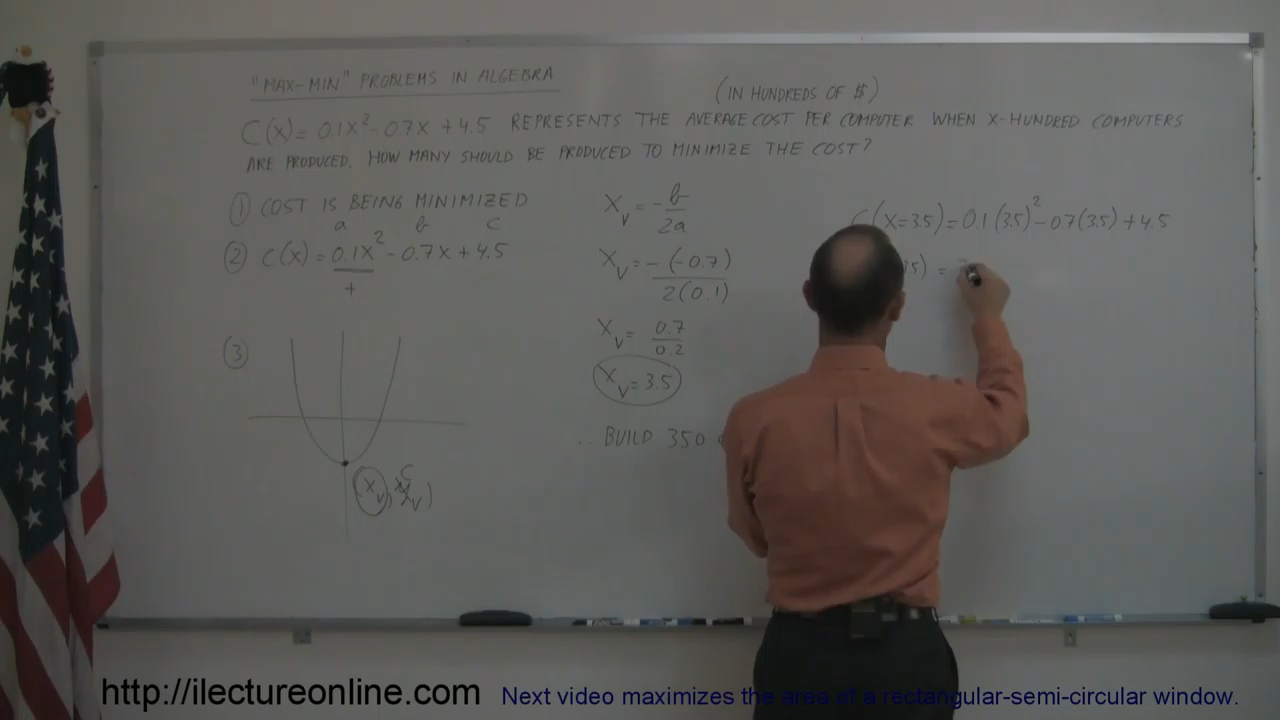 "MAX-MIN" PROBLEMS IN ALGEBRA
(IN HUNDREDS OF $)
C(X) = 0.1X² - 0.7X + 4.5 REPRESENTS THE AVERAGE COST PER COMPUTER WHEN X-HUNDRED COMPUTERS
ARE PRODUCED. HOW MANY SHOULD BE PRODUCED TO MINIMIZE THE COST?
① COST IS BEING MINIMIZED
a b c
② C(X) = 0.1X² - 0.7X + 4.5
+
③
(X_V, C
X_V)
X_V = -b/2a
X_V = -(-0.7)/2(0.1)
X_V = 0.7/0.2
X_V = 3.5
∴ BUILD 350
C(X=3.5) = 0.1(3.5)² - 0.7(3.5) + 4.5
3.5) =
http://ilectureonline.com
Next video maximizes the area of a rectangular-semi-circular window.